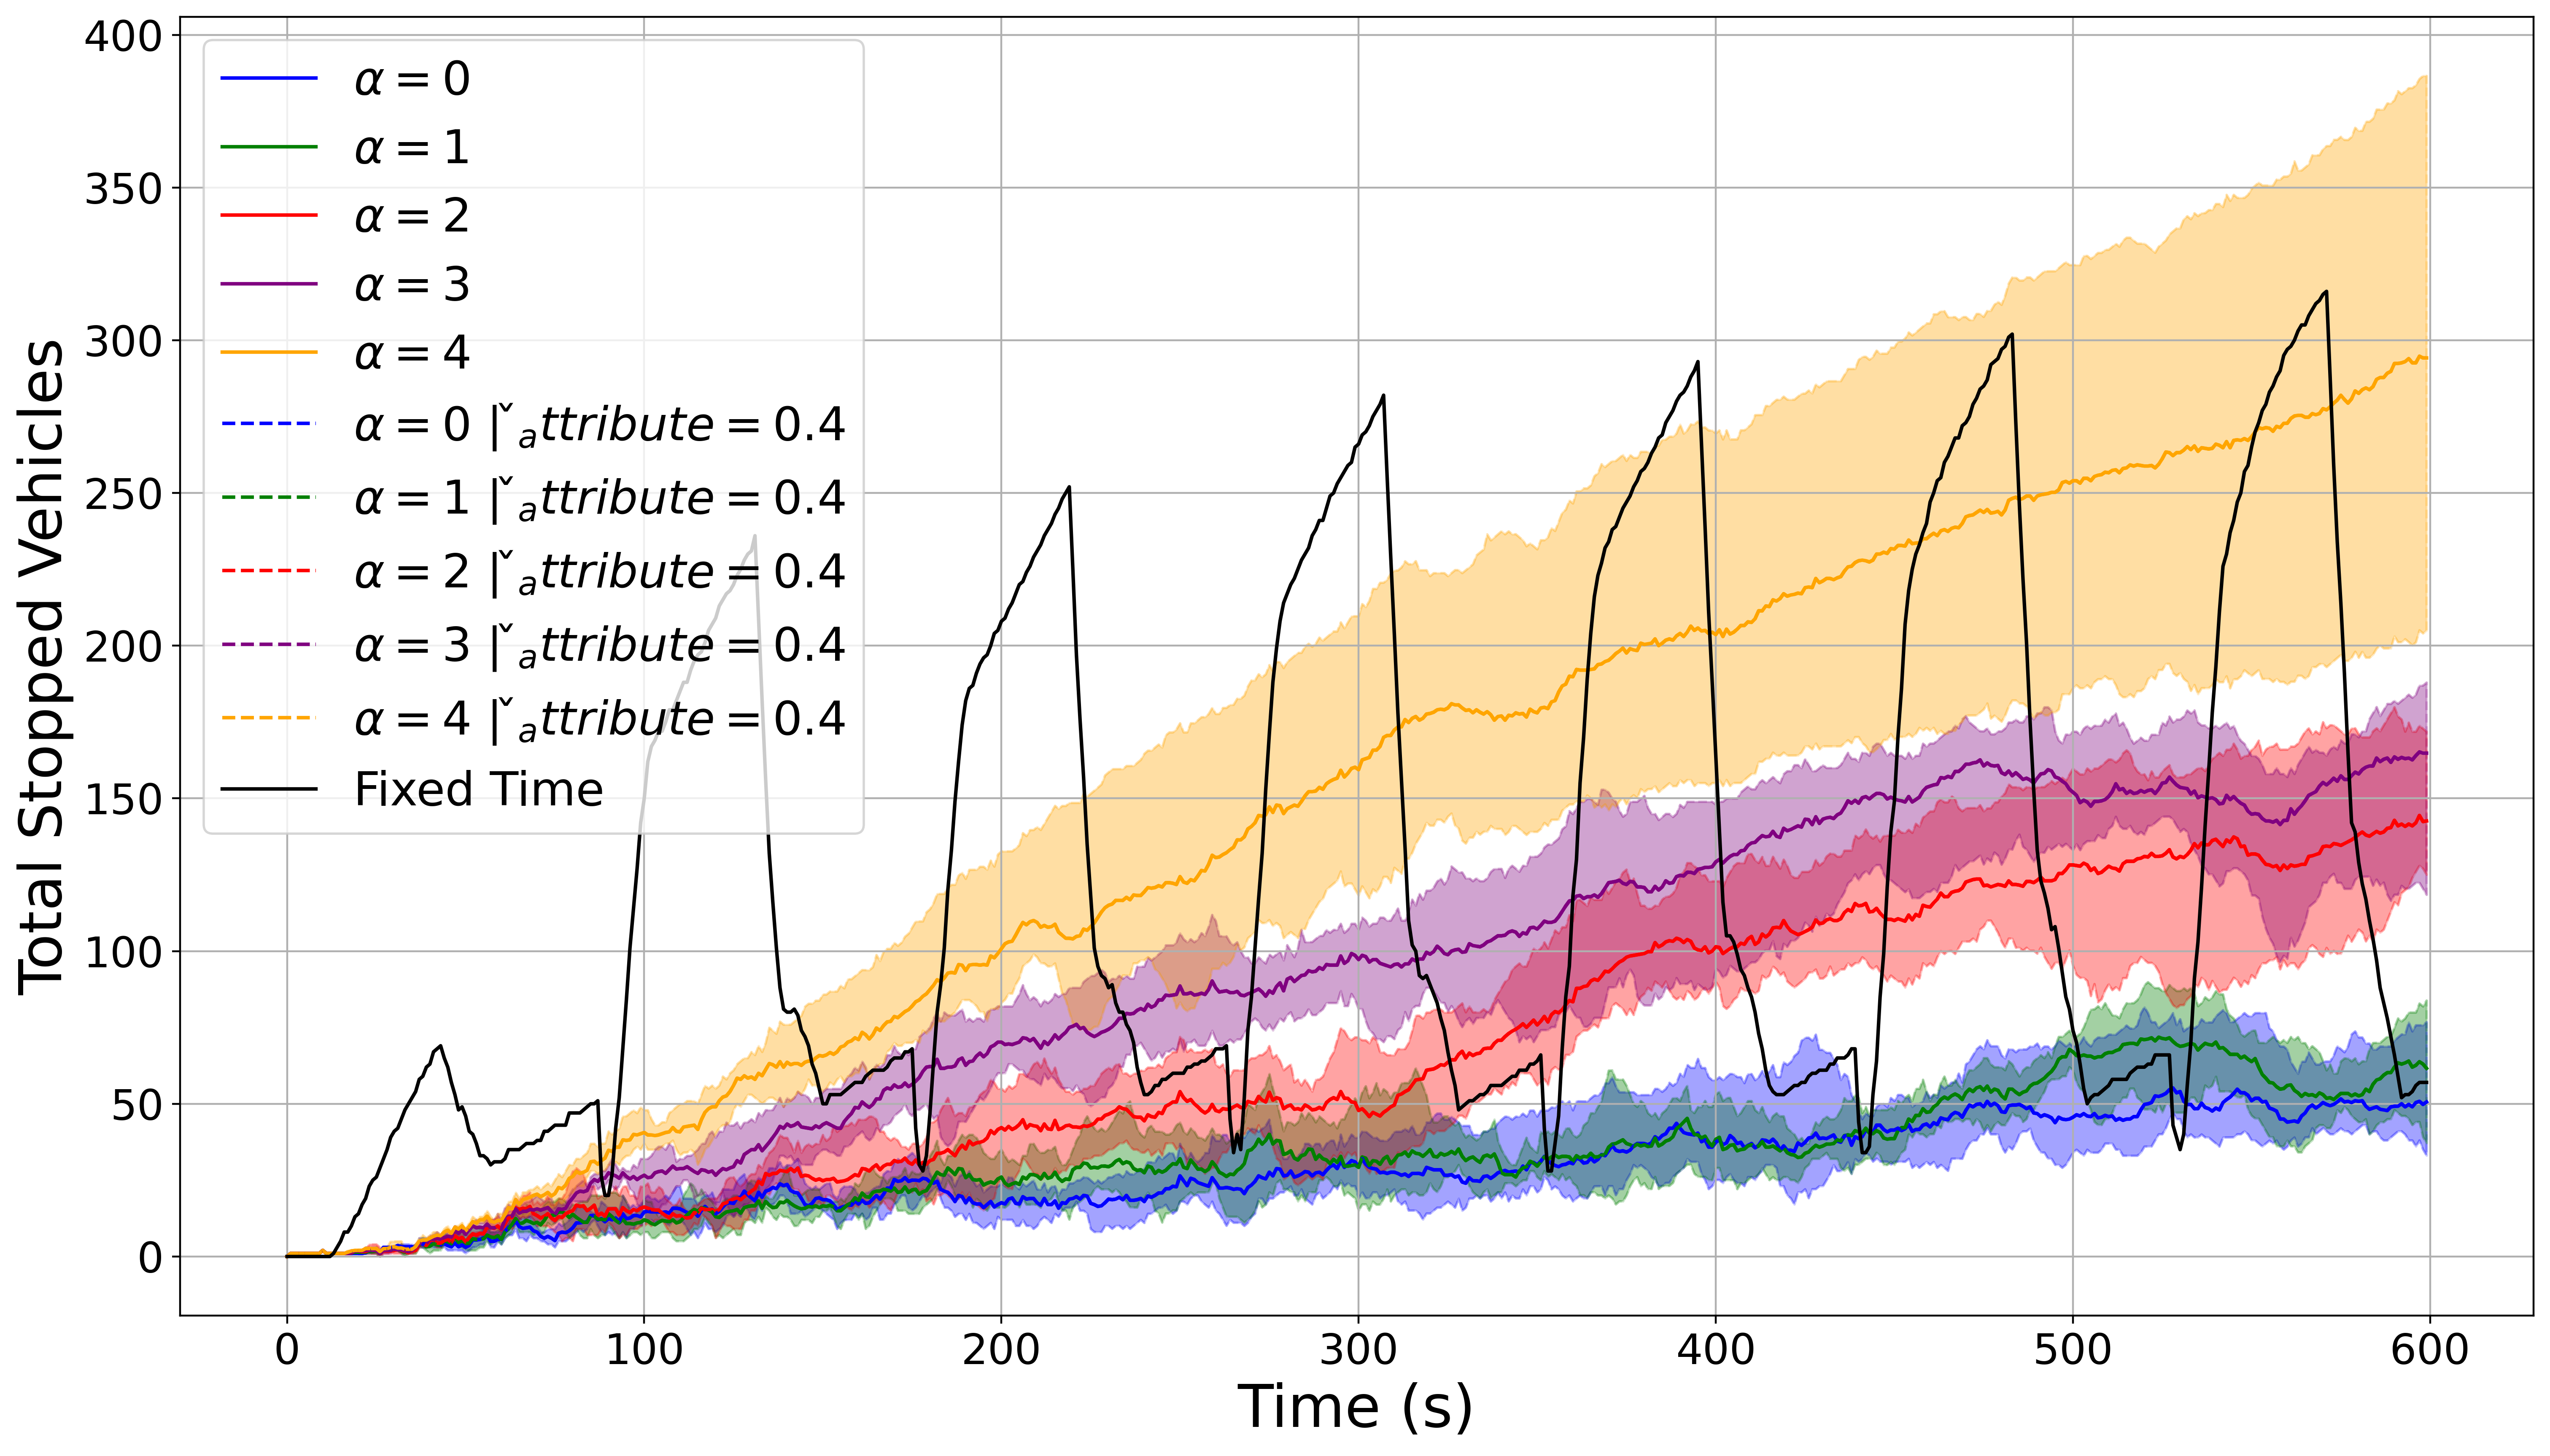 Total Stopped Vehicles
400
350
300
250
200
150
100
50
0
α = 0
α = 1
α = 2
α = 3
α = 4
α = 0 |ˇₐttribute = 0.4
α = 1 |ˇₐttribute = 0.4
α = 2 |ˇₐttribute = 0.4
α = 3 |ˇₐttribute = 0.4
α = 4 |ˇₐttribute = 0.4
Fixed Time
0 100 200 300 400 500 600
Time (s)